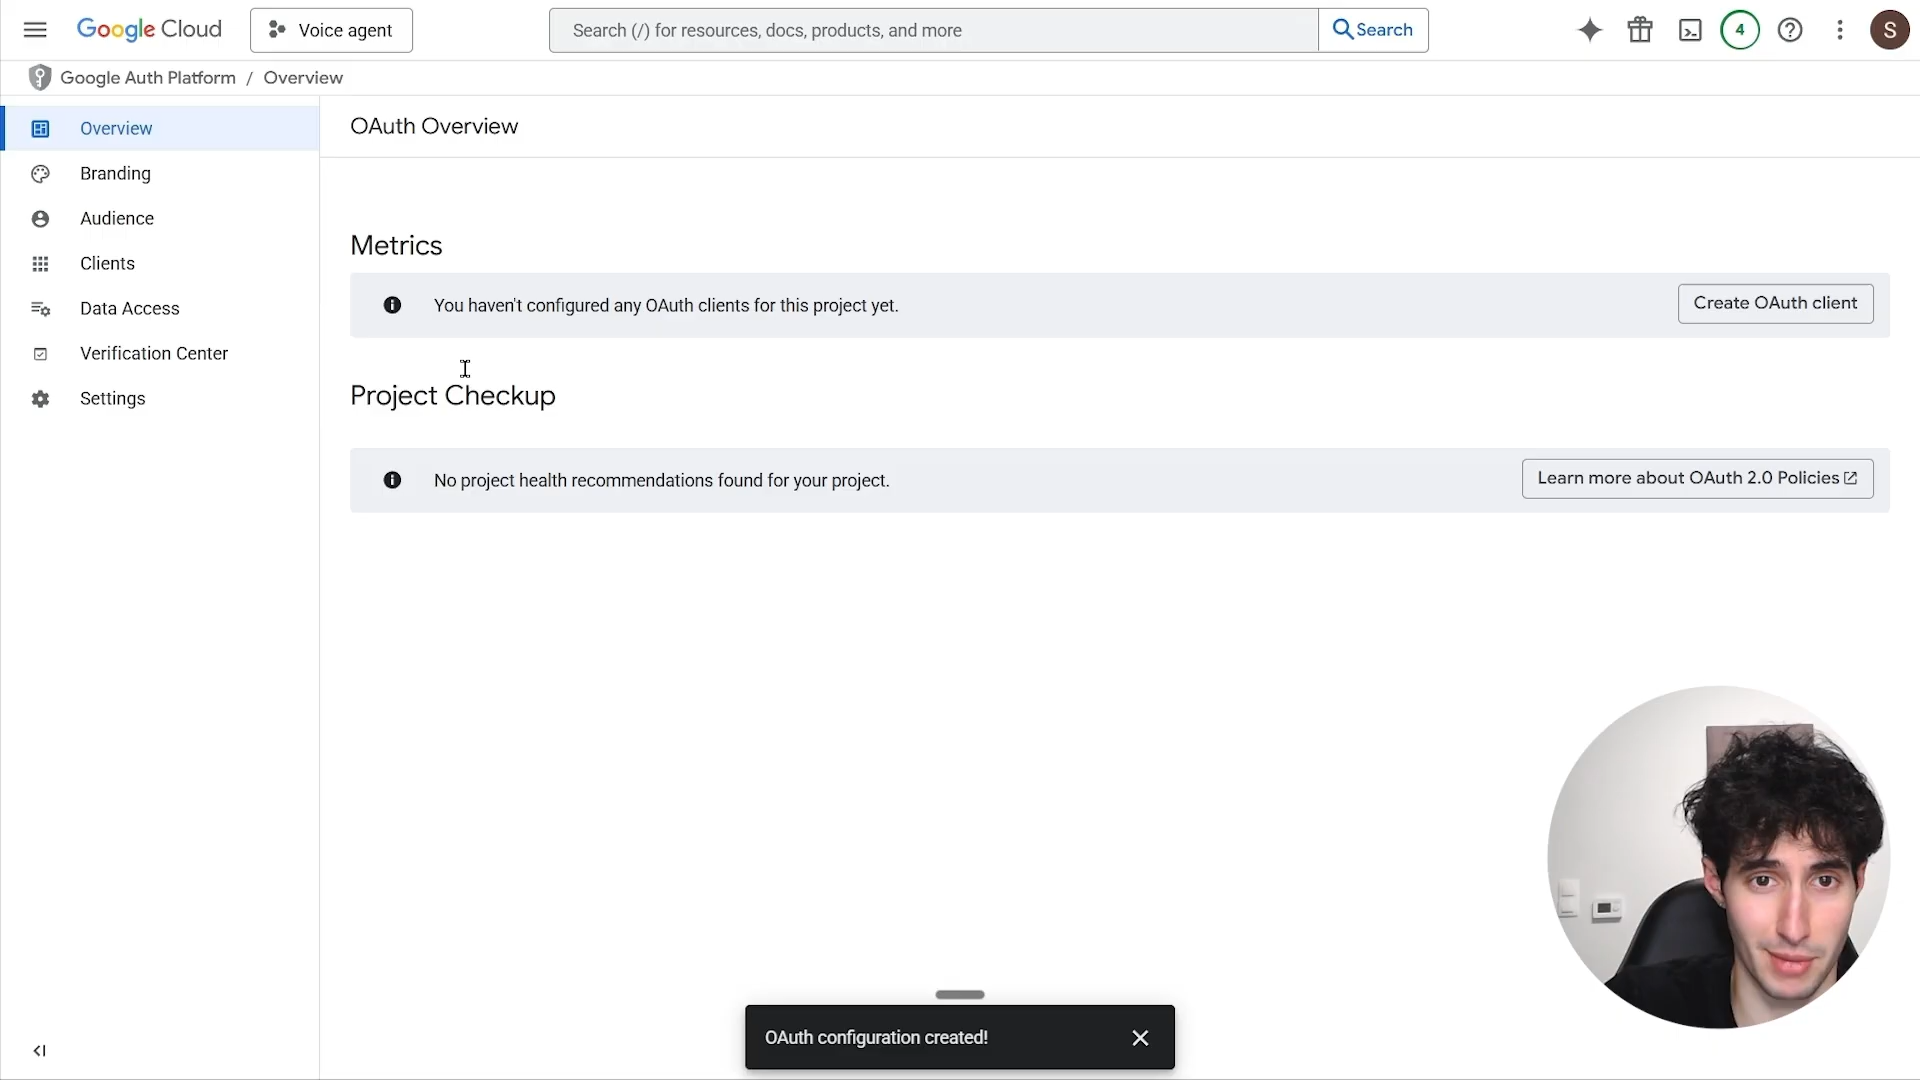 Google Cloud
Voice agent
Search (/) for resources, docs, products, and more
Search
4
S
Google Auth Platform / Overview
Overview
Branding
Audience
Clients
Data Access
Verification Center
Settings
OAuth Overview
Metrics
You haven't configured any OAuth clients for this project yet.
Create OAuth client
Project Checkup
No project health recommendations found for your project.
Learn more about OAuth 2.0 Policies
OAuth configuration created!